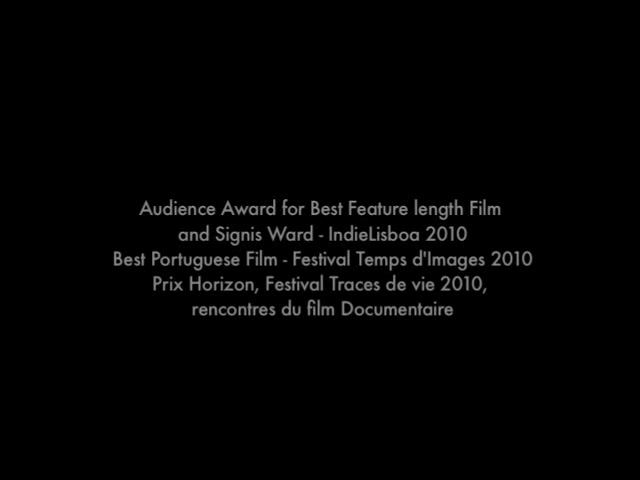 Audience Award for Best Feature length Film
and Signis Ward - IndieLisboa 2010
Best Portuguese Film - Festival Temps d'Images 2010
Prix Horizon, Festival Traces de vie 2010,
rencontres du film Documentaire